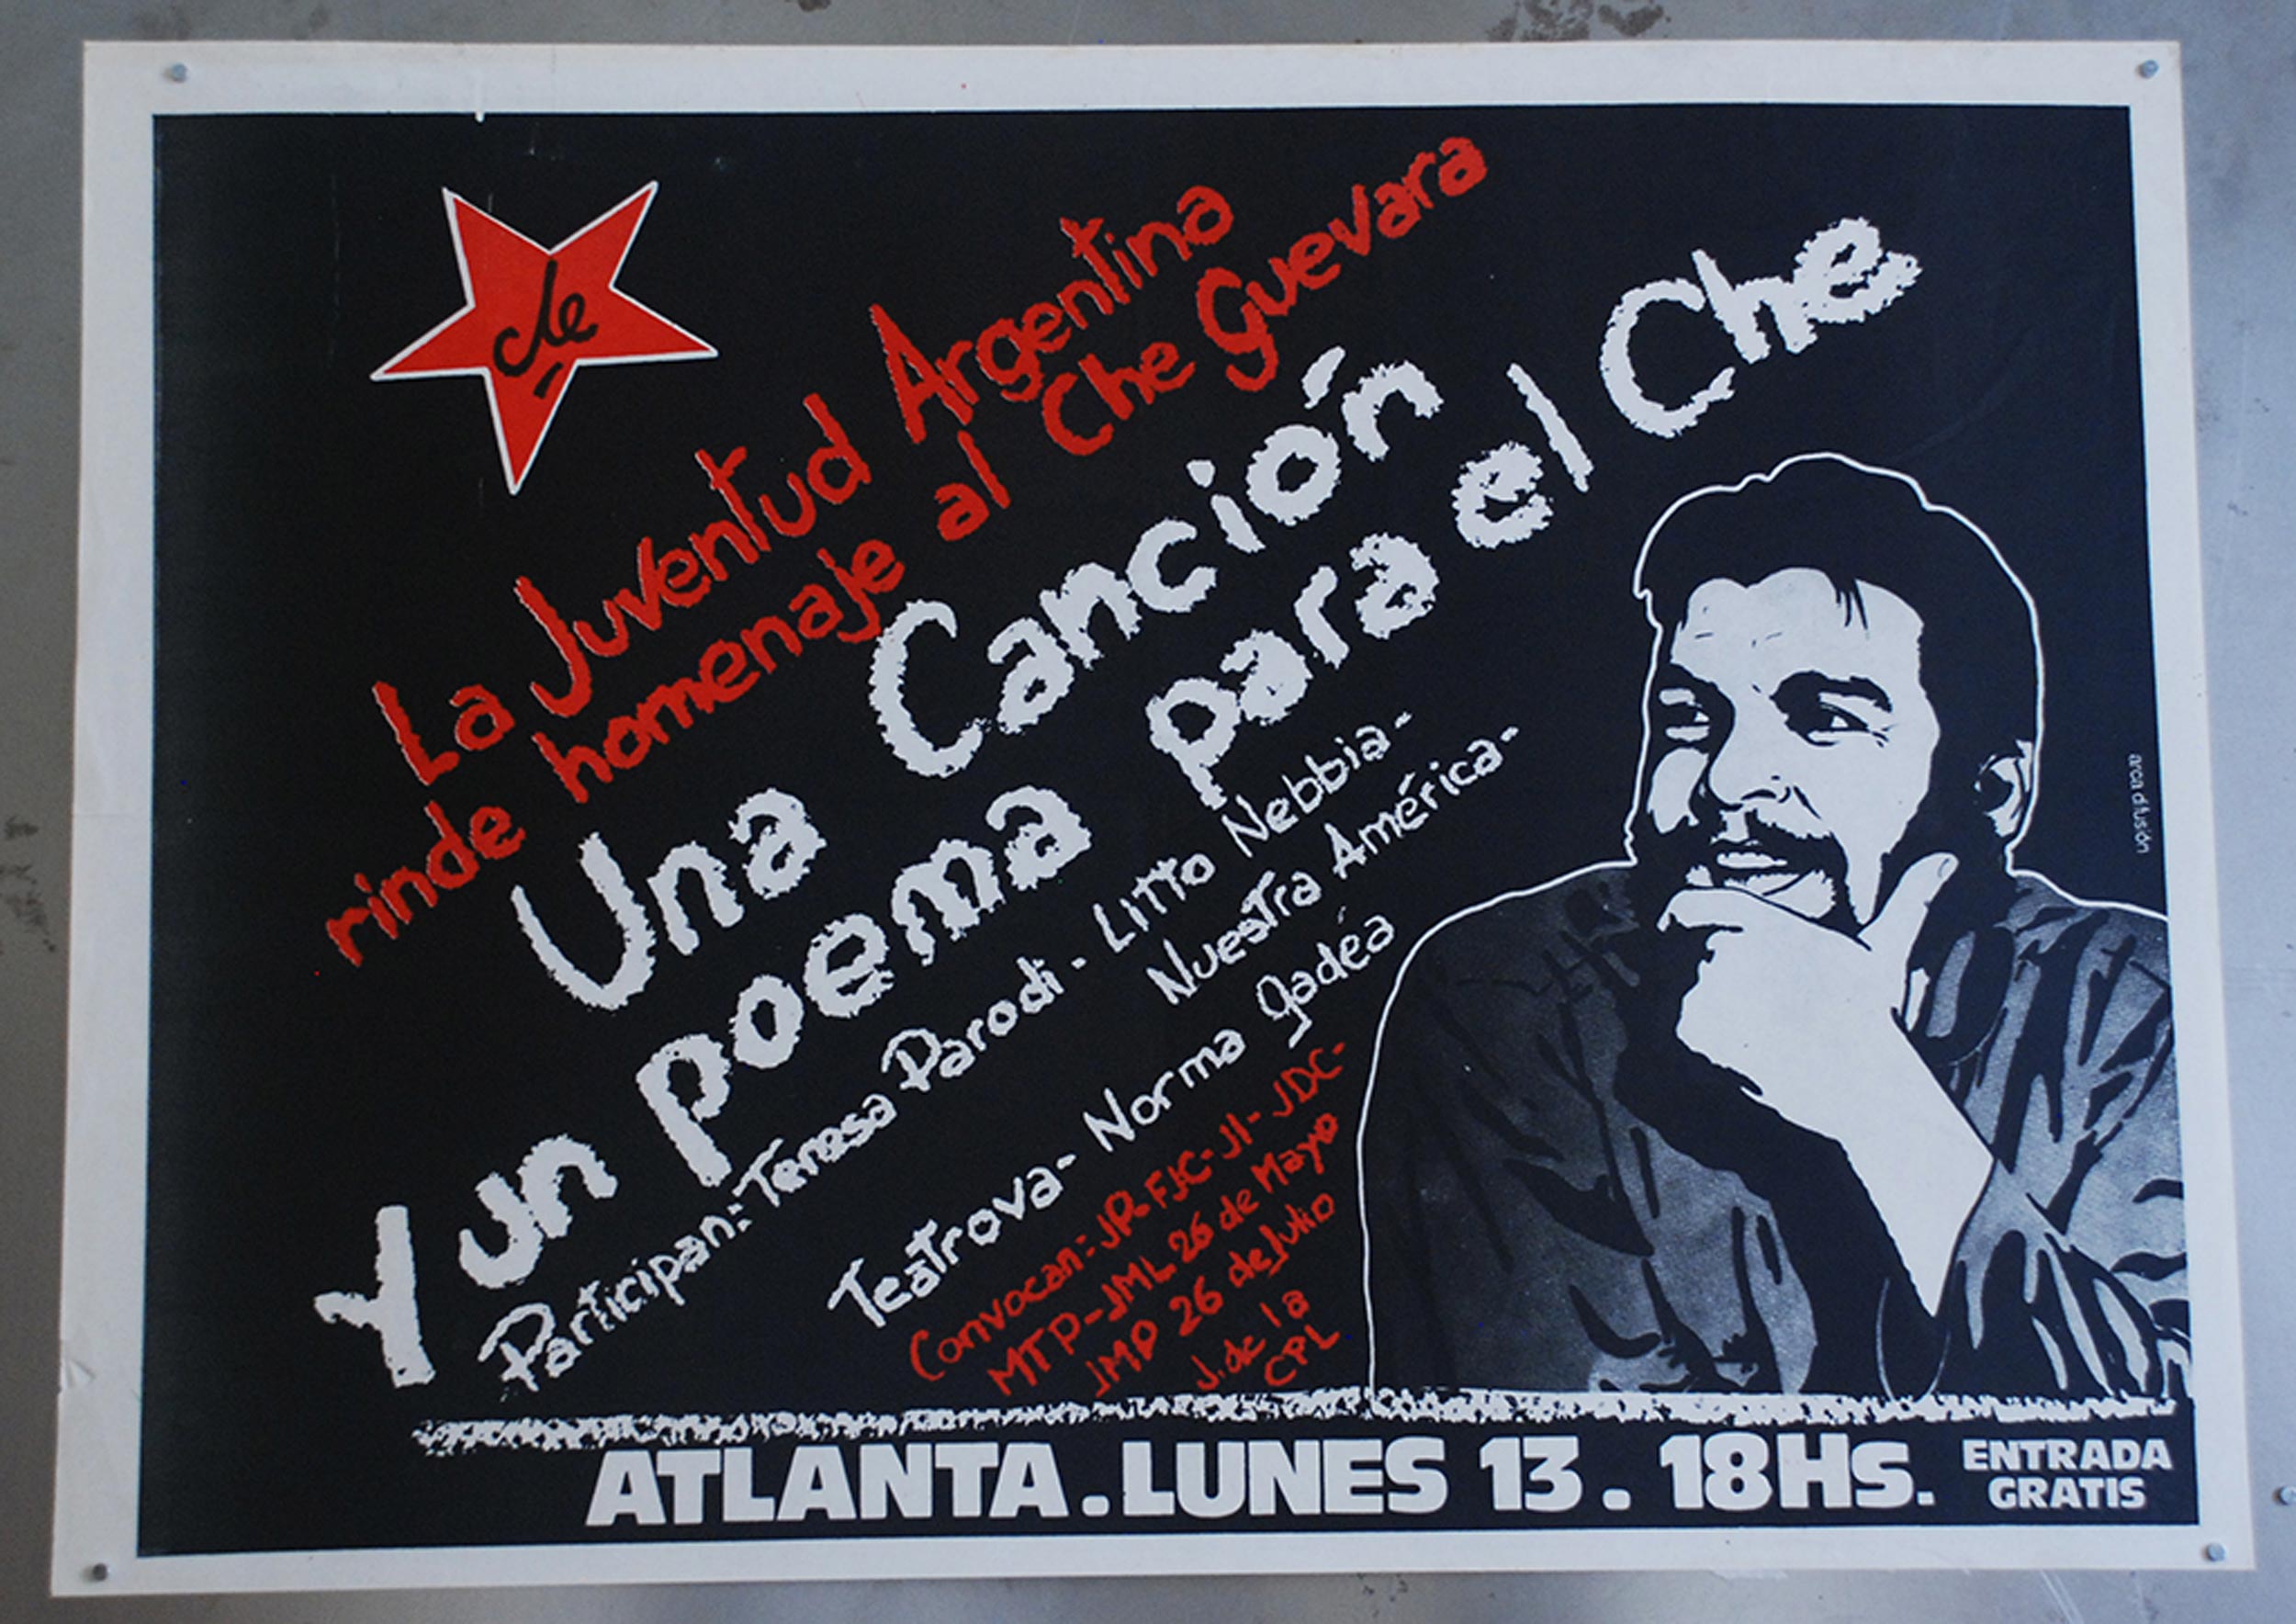 che
La Juventud Argentina
rinde homenaje al Che Guevara
Una Canción
Y un poema para el Che
Participan: Teresa Parodi - Litto Nebbia -
Nuestra América -
Teatrova - Norma Gadéa
Convocan: JP - FJC - JI - JDC -
MTP - JML 26 de Mayo
JMP 26 de Julio
J. de la
CPL
ATLANTA. LUNES 13. 18Hs.
ENTRADA
GRATIS